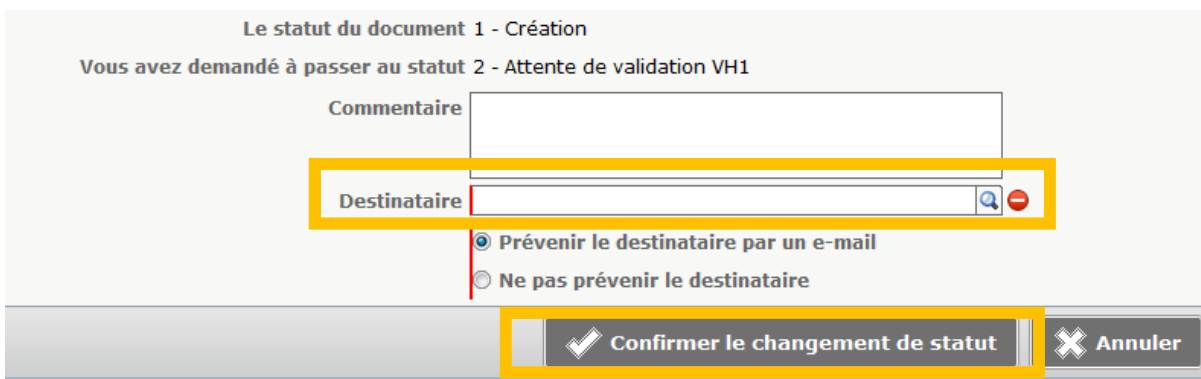 Le statut du document 1 - Création
Vous avez demandé à passer au statut 2 - Attente de validation VH1
Commentaire
Destinataire
Prévenir le destinataire par un e-mail
Ne pas prévenir le destinataire
Confirmer le changement de statut Annuler